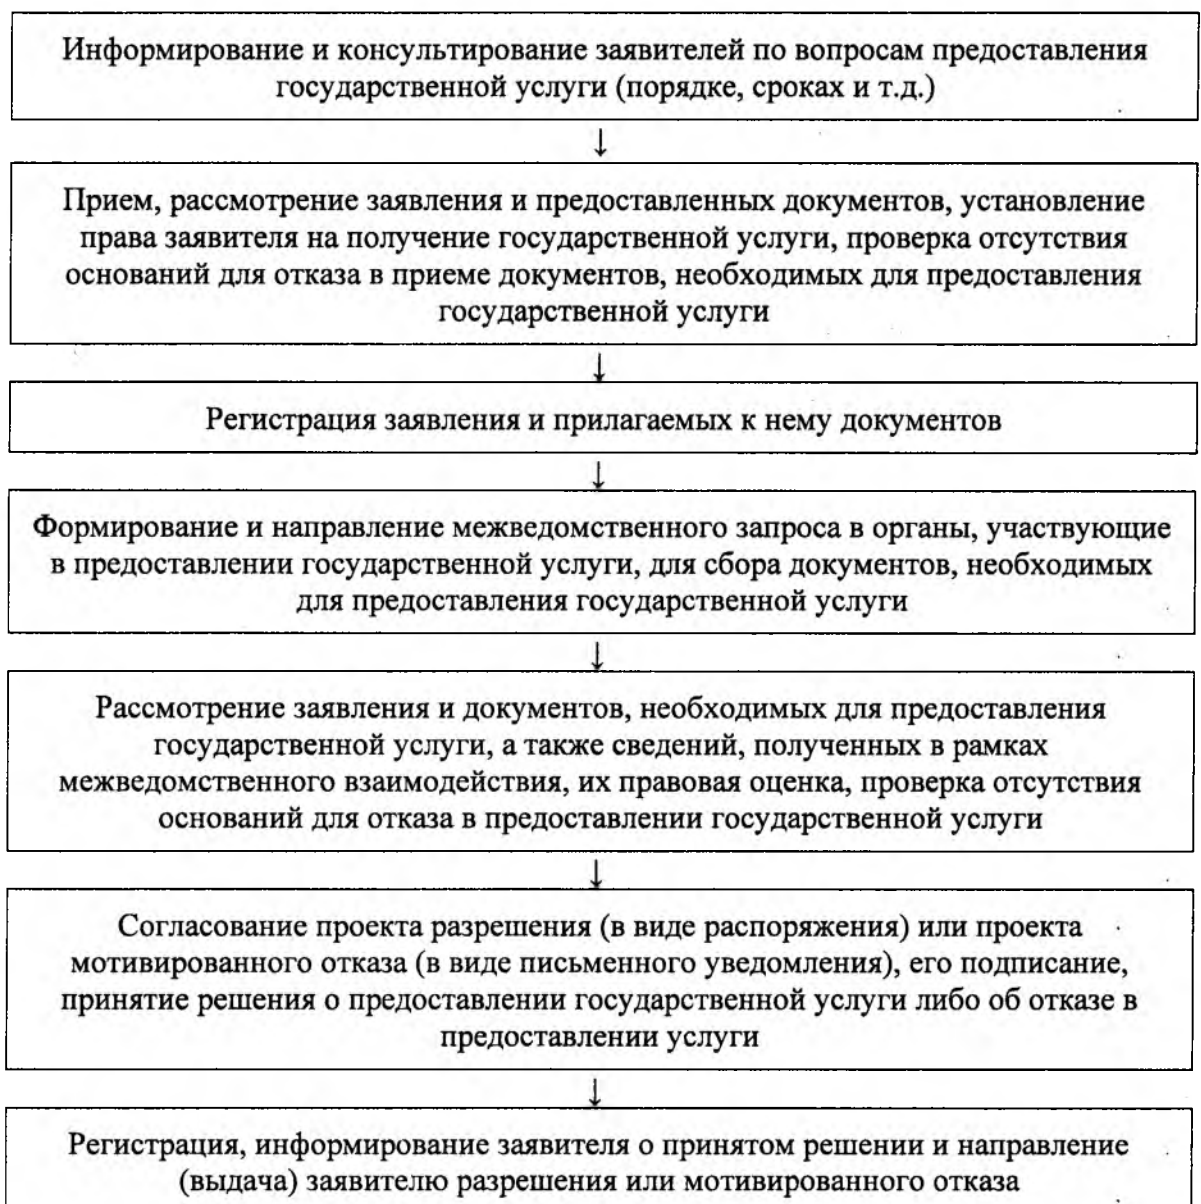 Информирование и консультирование заявителей по вопросам предоставления
государственной услуги (порядке, сроках и т.д.)
↓
Прием, рассмотрение заявления и предоставленных документов, установление
права заявителя на получение государственной услуги, проверка отсутствия
оснований для отказа в приеме документов, необходимых для предоставления
государственной услуги
↓
Регистрация заявления и прилагаемых к нему документов
↓
Формирование и направление межведомственного запроса в органы, участвующие
в предоставлении государственной услуги, для сбора документов, необходимых
для предоставления государственной услуги
↓
Рассмотрение заявления и документов, необходимых для предоставления
государственной услуги, а также сведений, полученных в рамках
межведомственного взаимодействия, их правовая оценка, проверка отсутствия
оснований для отказа в предоставлении государственной услуги
↓
Согласование проекта разрешения (в виде распоряжения) или проекта
мотивированного отказа (в виде письменного уведомления), его подписание,
принятие решения о предоставлении государственной услуги либо об отказе в
предоставлении услуги
↓
Регистрация, информирование заявителя о принятом решении и направление
(выдача) заявителю разрешения или мотивированного отказа